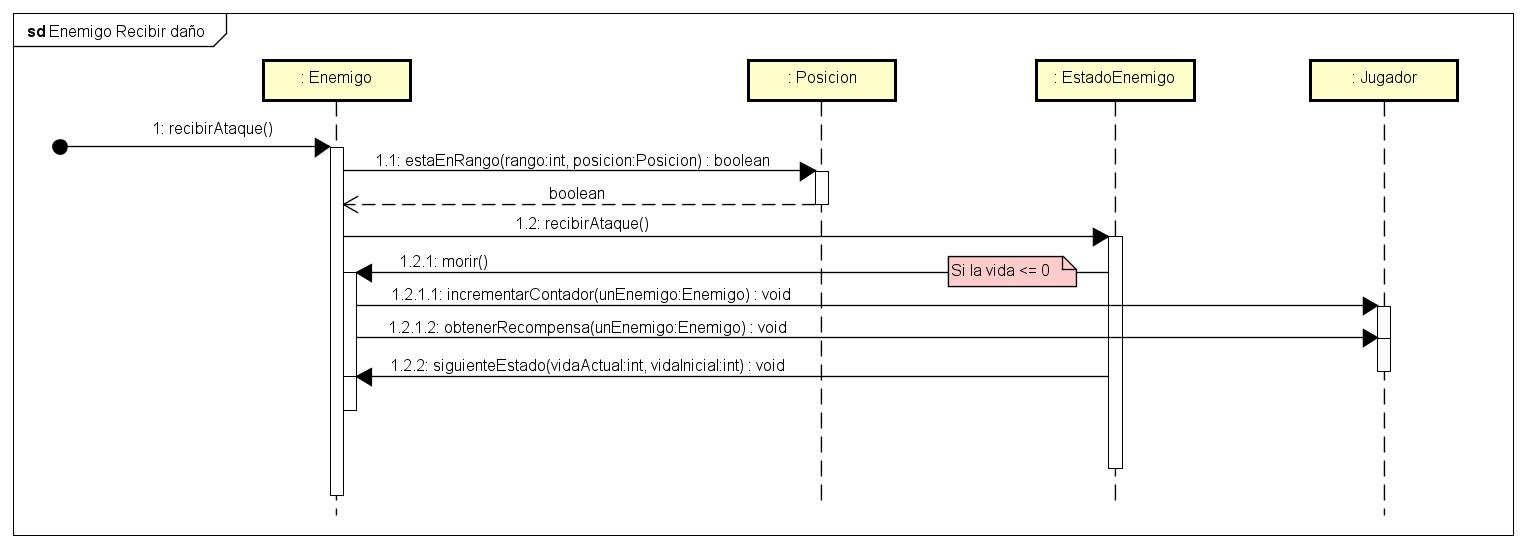 sd Enemigo Recibir daño
: Enemigo
: Posicion
: EstadoEnemigo
: Jugador
1: recibirAtaque()
1.1: estaEnRango(rango:int, posicion:Posicion) : boolean
boolean
1.2: recibirAtaque()
1.2.1: morir()
Si la vida <= 0
1.2.1.1: incrementarContador(unEnemigo:Enemigo) : void
1.2.1.2: obtenerRecompensa(unEnemigo:Enemigo) : void
1.2.2: siguienteEstado(vidaActual:int, vidaInicial:int) : void